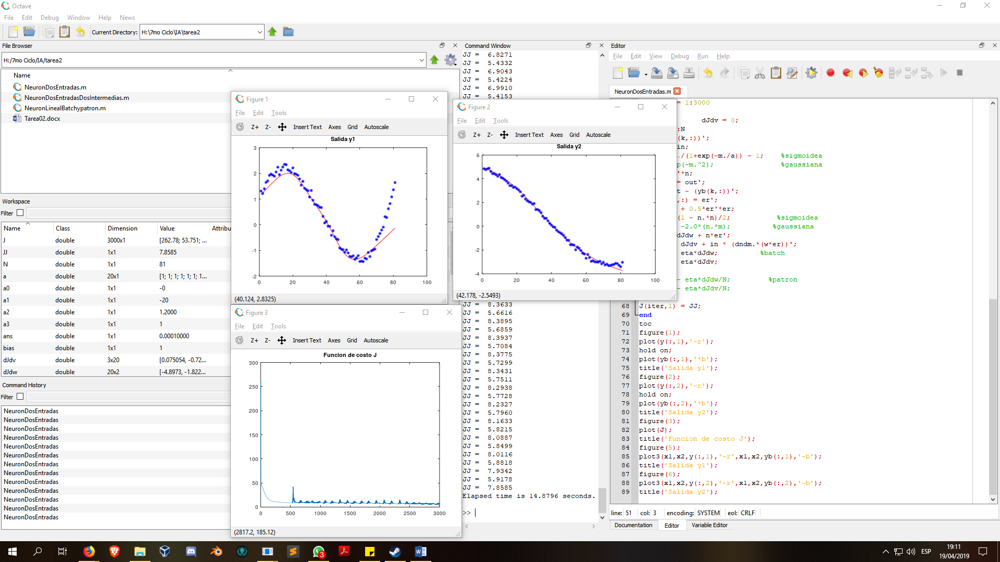 Octave
File Edit Debug Window Help News
Current Directory: H:\7mo Ciclo\IA\tarea2
File Browser
H:/7mo Ciclo/IA/tarea2
Name
NeuronDosEntradas.m
NeuronDosEntradasDosIntermedias.m
NeuronLinealBatchypatron.m
Tarea02.docx
Workspace
Filter
Name Class Dimension Value Attribu
J double 3000x1 [262.78; 53.751; ...
JJ double 1x1 7.8585
N double 1x1 81
a double 20x1 [1; 1; 1; 1; 1; 1; 1...
a0 double 1x1 -0
a1 double 1x1 -20
a2 double 1x1 1.2000
a3 double 1x1 1
ans double 1x1 0.00010000
bias double 1x1 1
dJdv double 3x20 [0.075054, -0.72...
dJdw double 20x2 [-4.8973, -1.822...
Command History
Filter
NeuronDosEntradas
NeuronDosEntradas
NeuronDosEntradas
NeuronDosEntradas
NeuronDosEntradas
NeuronDosEntradas
NeuronDosEntradas
NeuronDosEntradas
NeuronDosEntradas
NeuronDosEntradas
NeuronDosEntradas
NeuronDosEntradas
NeuronDosEntradas
Figure 1
File Edit Tools
Z+ Z- Insert Text Axes Grid Autoscale
Salida y1
3
2
1
0
-1
-2
0 20 40 60 80 100
(40.124, 2.8325)
Figure 2
File Edit Tools
Z+ Z- Insert Text Axes Grid Autoscale
Salida y2
6
4
2
0
-2
-4
0 20 40 60 80 100
(42.178, -2.5493)
Figure 3
File Edit Tools
Z+ Z- Insert Text Axes Grid Autoscale
Funcion de costo J
300
250
200
150
100
50
0
0 500 1000 1500 2000 2500 3000
(2817.2, 185.12)
Command Window
JJ = 6.8271
JJ = 5.4332
JJ = 6.9043
JJ = 5.4224
JJ = 6.9910
JJ = 5.4153
JJ = 8.3633
JJ = 5.6616
JJ = 8.3895
JJ = 5.6859
JJ = 8.3937
JJ = 5.7084
JJ = 8.3775
JJ = 5.7299
JJ = 8.3431
JJ = 5.7511
JJ = 8.2938
JJ = 5.7728
JJ = 8.2327
JJ = 5.7960
JJ = 8.1633
JJ = 5.8215
JJ = 8.0887
JJ = 5.8499
JJ = 8.0116
JJ = 5.8818
JJ = 7.9342
JJ = 5.9178
JJ = 7.8585
Elapsed time is 14.8796 seconds.
>>
Editor
File Edit View Debug Run Help
NeuronDosEntradas.m
= 1:3000
dJdv = 0;
:N
(k,:))';
in;
./(1+exp(-m./a)) - 1; %sigmoidea
p(-m.^2); %gaussiana
'*n;
= out';
t - (yb(k,:))';
,:) = er';
+ 0.5*er'*er;
(1 - n.*n)/2; %sigmoidea
-2.0*(n.*m); %gaussiana
dJdw + n*er';
dJdv + in * (dndm.*(w*er))';
eta*dJdw; %batch
eta*dJdv;
- eta*dJdw/N; %patron
- eta*dJdv/N;
68 J(iter,1) = JJ;
69 end
70 toc
71 figure(1);
72 plot(y(:,1),'-r');
73 hold on;
74 plot(yb(:,1),'*b');
75 title('Salida y1');
76 figure(2);
77 plot(y(:,2),'-r');
78 hold on;
79 plot(yb(:,2),'*b');
80 title('Salida y2');
81 figure(3);
82 plot(J);
83 title('Funcion de costo J');
84 figure(5);
85 plot3(x1,x2,y(:,1),'-r',x1,x2,yb(:,1),'-b');
86 title('Salida y1');
87 figure(6);
88 plot3(x1,x2,y(:,2),'-r',x1,x2,yb(:,2),'-b');
89 title('Salida y2');
line: 51 col: 3 encoding: SYSTEM eol: CRLF
Documentation Editor Variable Editor
3
ESP
19:11
19/04/2019